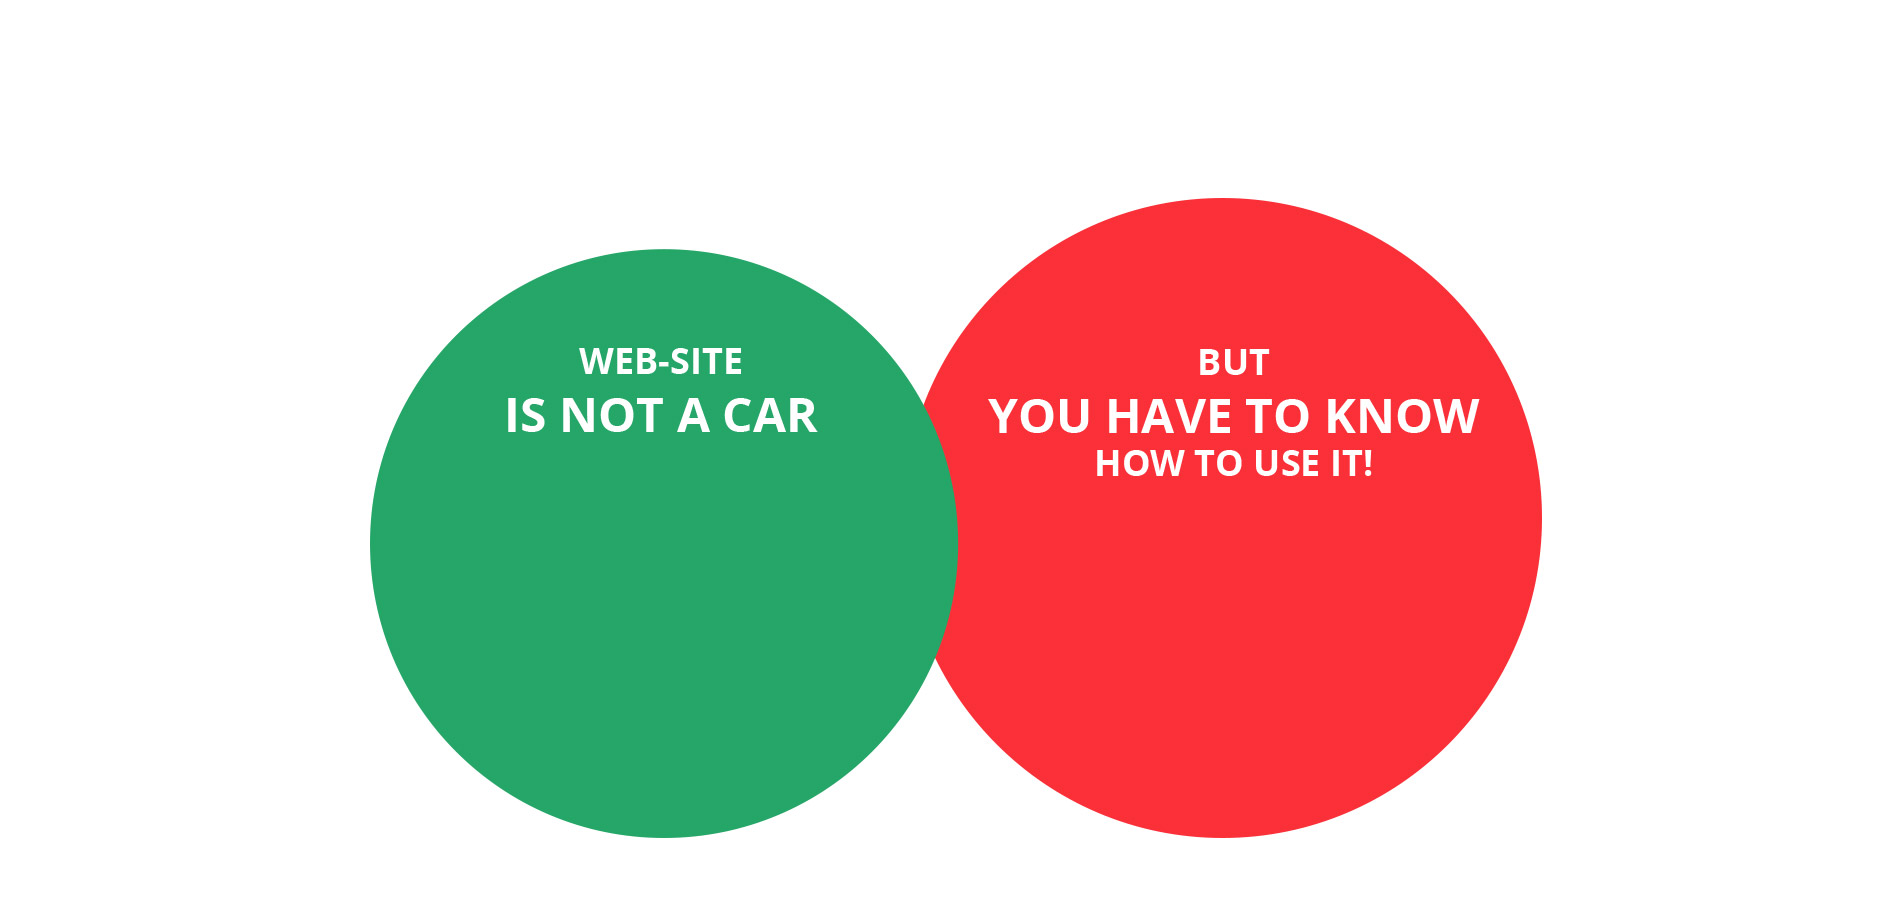 WEB-SITE
IS NOT A CAR
BUT
YOU HAVE TO KNOW
HOW TO USE IT!